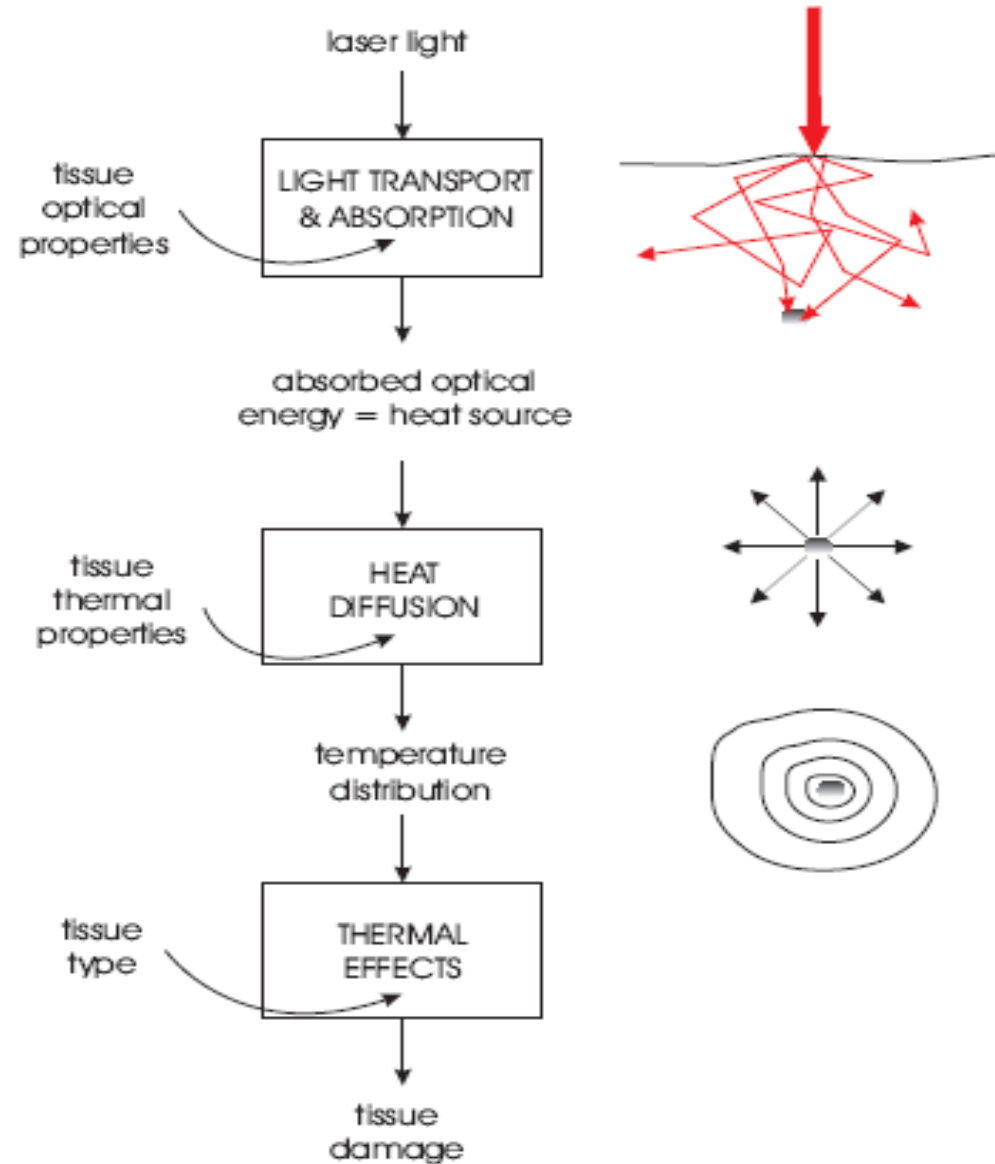 laser light
tissue
optical
properties
LIGHT TRANSPORT
& ABSORPTION
absorbed optical
energy = heat source
tissue
thermal
properties
HEAT
DIFFUSION
temperature
distribution
tissue
type
THERMAL
EFFECTS
tissue
damage